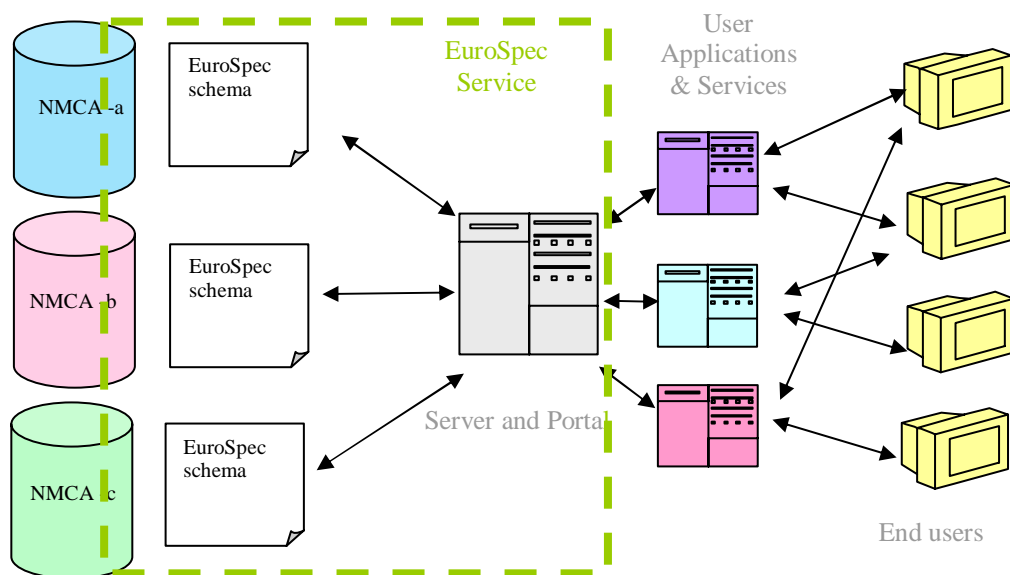 EuroSpec
schema
NMCA -a
EuroSpec
Service
User
Applications
& Services
EuroSpec
schema
NMCA -b
EuroSpec
schema
NMCA -c
Server and Portal
End users